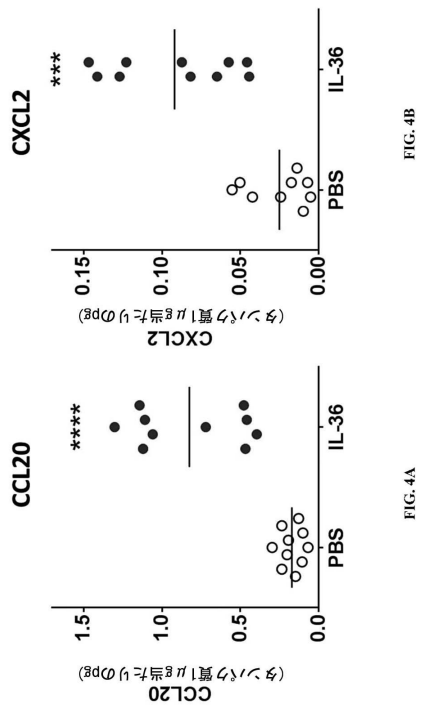 CCL20
CCL20
(タンパク質1μg当たりのpg)
1.5
1.0
0.5
0.0
****
PBS
IL-36
FIG. 4A
CXCL2
CXCL2
(タンパク質1μg当たりのpg)
0.15
0.10
0.05
0.00
***
PBS
IL-36
FIG. 4B